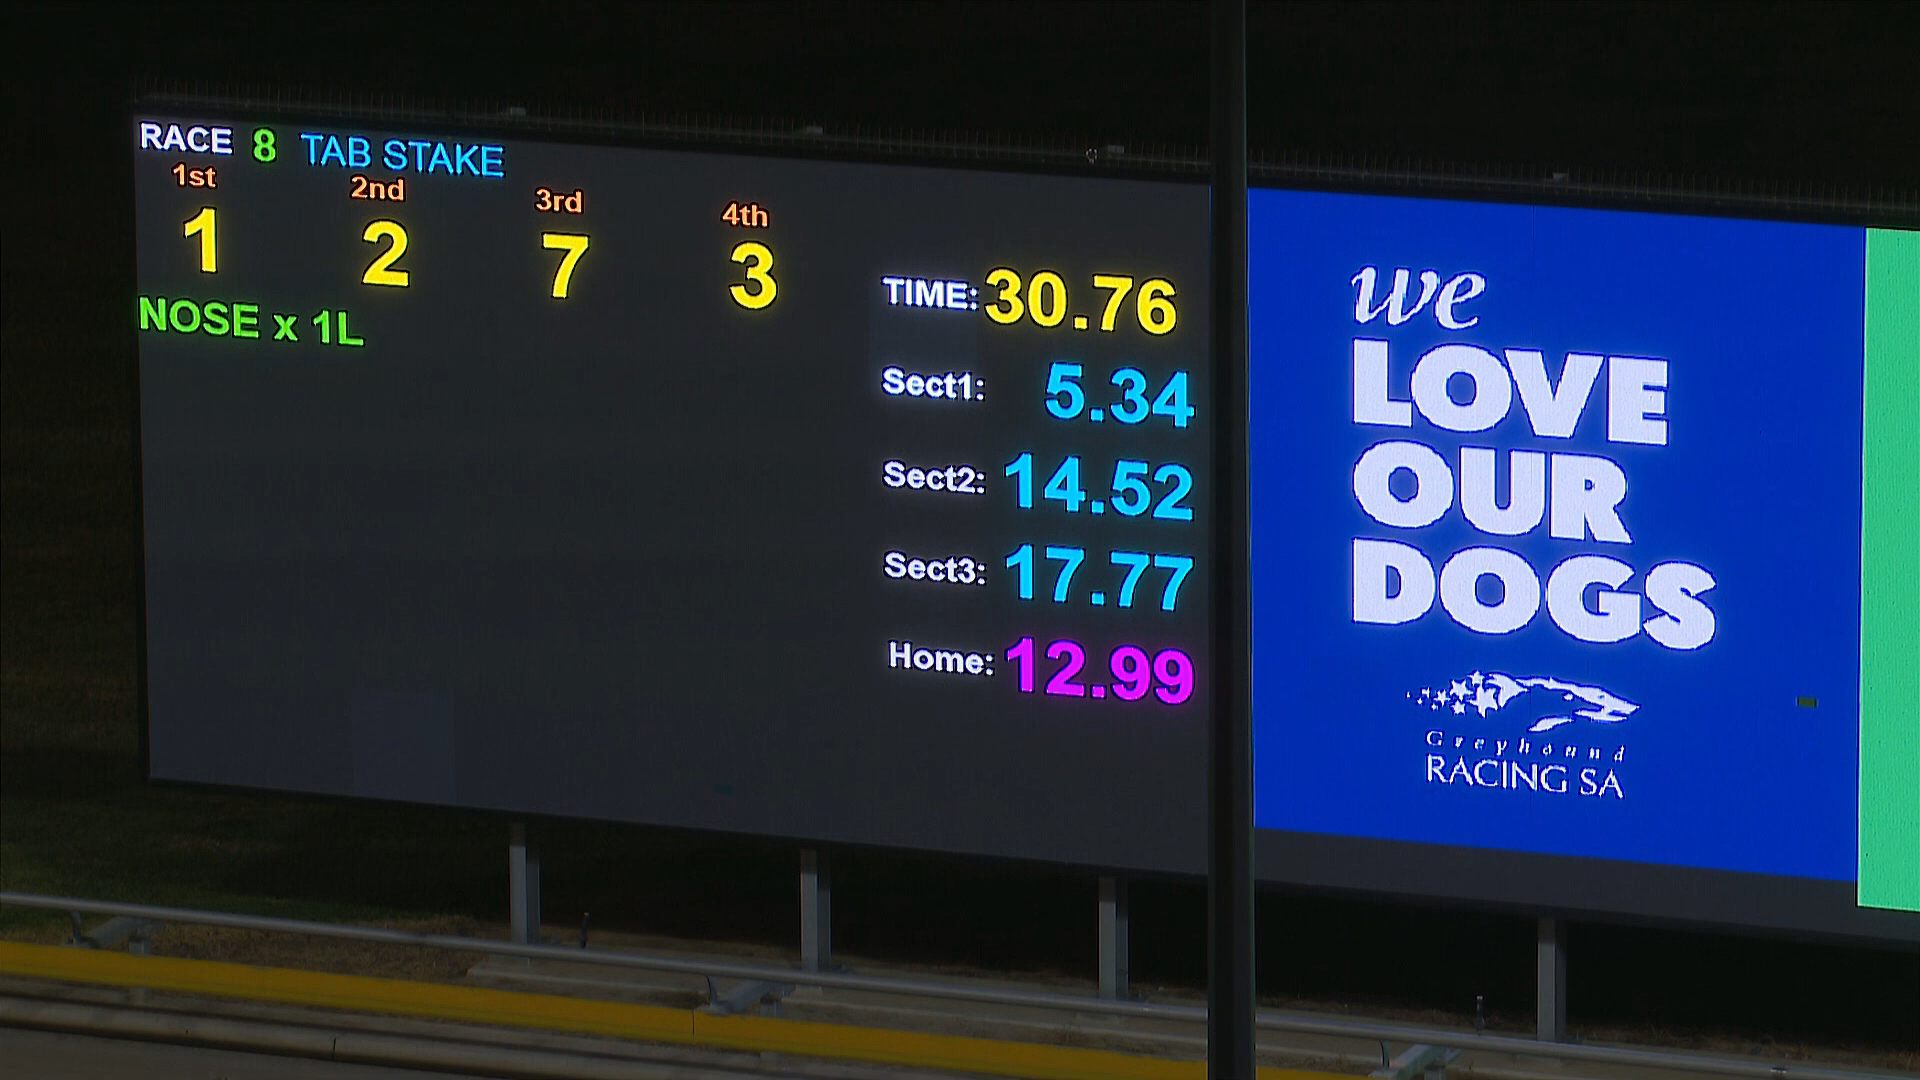 RACE 8 TAB STAKE
1st 2nd 3rd 4th
1 2 7 3
NOSE x 1L
TIME: 30.76
Sect1: 5.34
Sect2: 14.52
Sect3: 17.77
Home: 12.99
we
LOVE
OUR
DOGS
Greyhound
RACING SA